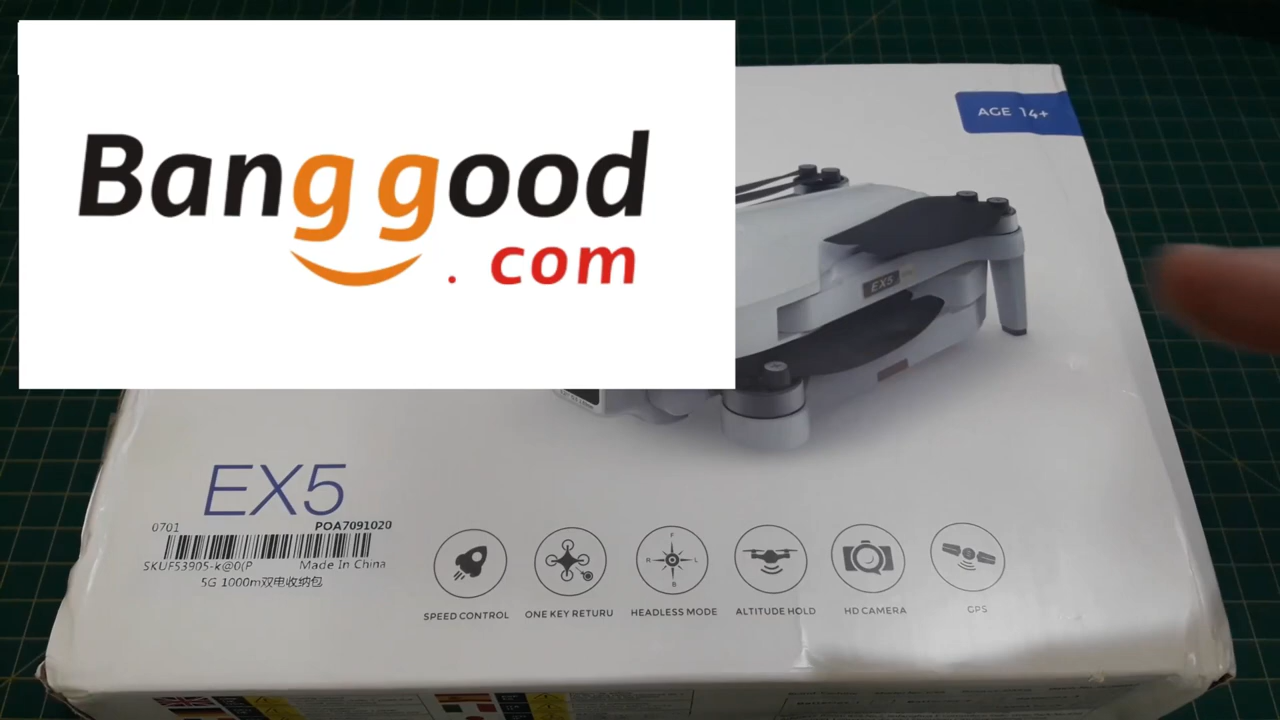 Banggood
.com
AGE 14+
EX5
EX5
0701 POA7091020
SKUF53905-k@0(P Made In China
5G 1000m双电收纳包
F
R L
B
SPEED CONTROL ONE KEY RETURU HEADLESS MODE ALTITUDE HOLD HD CAMERA GPS